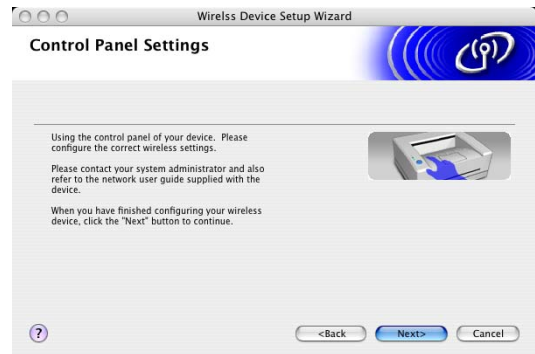 Wirelss Device Setup Wizard
Control Panel Settings
Using the control panel of your device. Please
configure the correct wireless settings.
Please contact your system administrator and also
refer to the network user guide supplied with the
device.
When you have finished configuring your wireless
device, click the "Next" button to continue.
?
<Back
Next>
Cancel